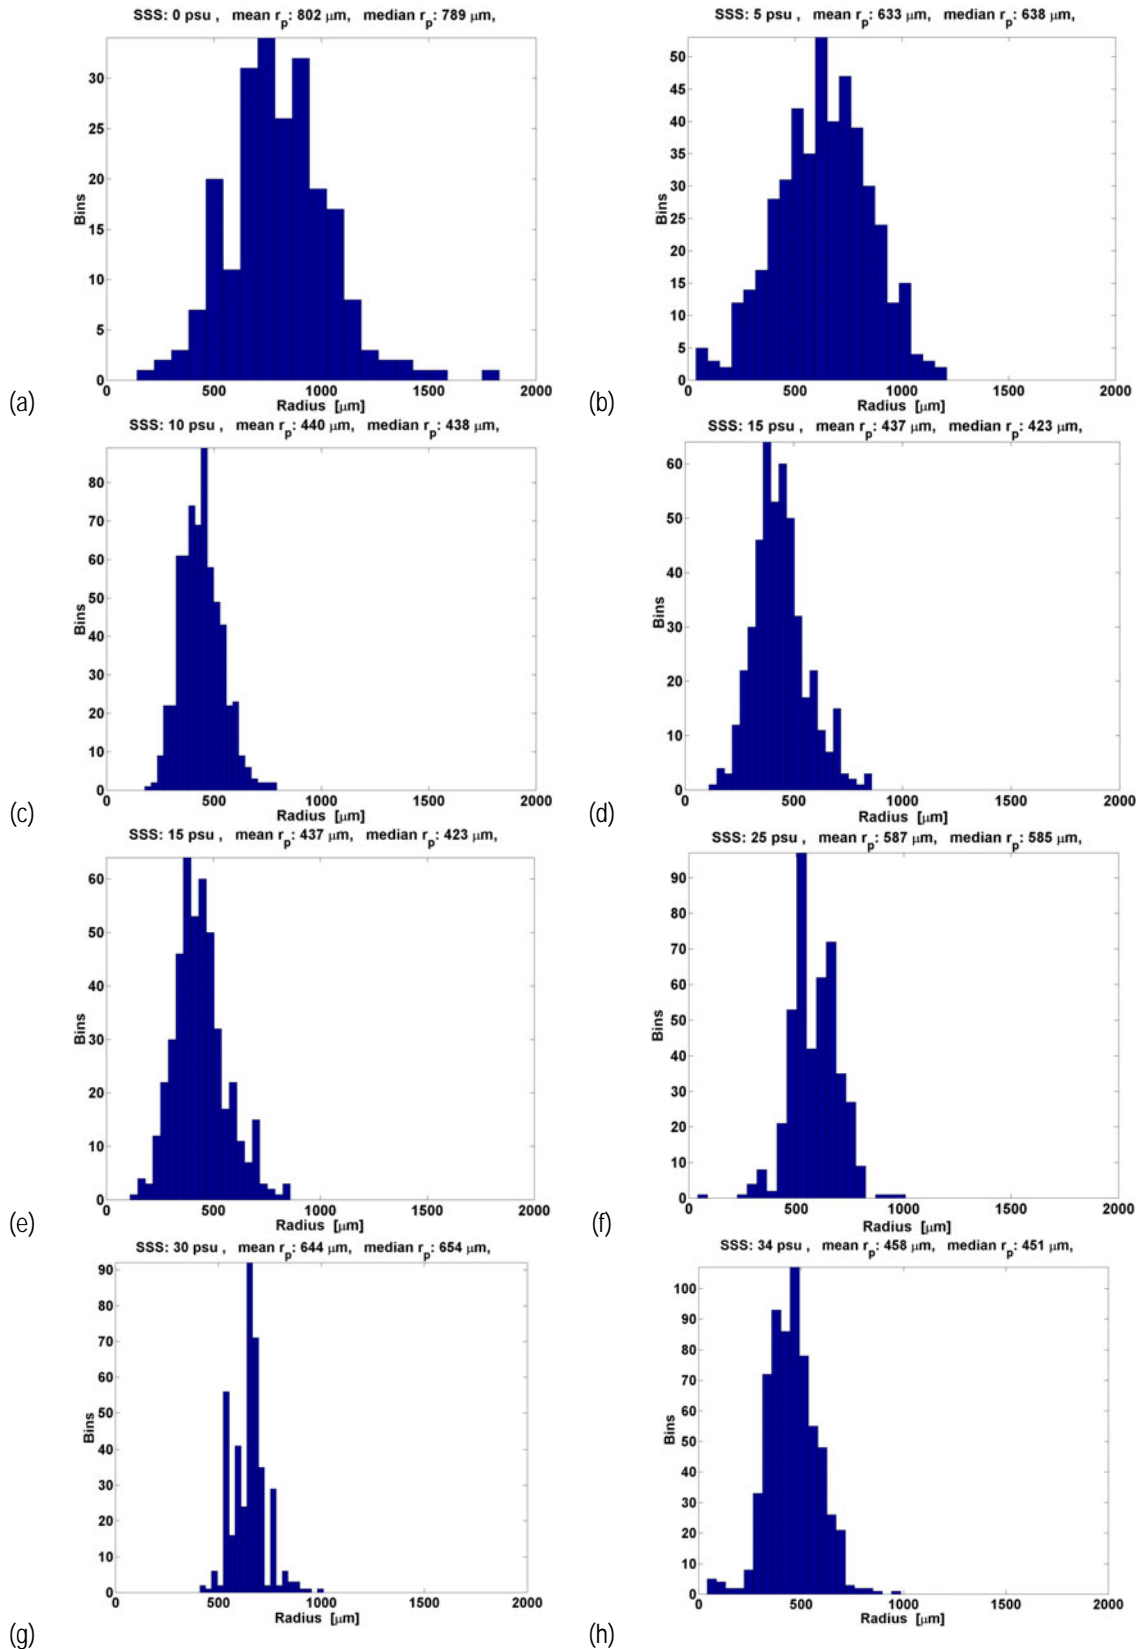 SSS: 0 psu , mean r_p: 802 μm, median r_p: 789 μm,
30
25
20
15
10
5
0
Bins
0 500 1000 1500 2000
Radius [μm]
(a)
SSS: 5 psu , mean r_p: 633 μm, median r_p: 638 μm,
50
45
40
35
30
25
20
15
10
5
0
Bins
0 500 1000 1500 2000
Radius [μm]
(b)
SSS: 10 psu , mean r_p: 440 μm, median r_p: 438 μm,
80
70
60
50
40
30
20
10
0
Bins
0 500 1000 1500 2000
Radius [μm]
(c)
SSS: 15 psu , mean r_p: 437 μm, median r_p: 423 μm,
60
50
40
30
20
10
0
Bins
0 500 1000 1500 2000
Radius [μm]
(d)
SSS: 15 psu , mean r_p: 437 μm, median r_p: 423 μm,
60
50
40
30
20
10
0
Bins
0 500 1000 1500 2000
Radius [μm]
(e)
SSS: 25 psu , mean r_p: 587 μm, median r_p: 585 μm,
90
80
70
60
50
40
30
20
10
0
Bins
0 500 1000 1500 2000
Radius [μm]
(f)
SSS: 30 psu , mean r_p: 644 μm, median r_p: 654 μm,
90
80
70
60
50
40
30
20
10
0
Bins
0 500 1000 1500 2000
Radius [μm]
(g)
SSS: 34 psu , mean r_p: 458 μm, median r_p: 451 μm,
100
90
80
70
60
50
40
30
20
10
0
Bins
0 500 1000 1500 2000
Radius [μm]
(h)